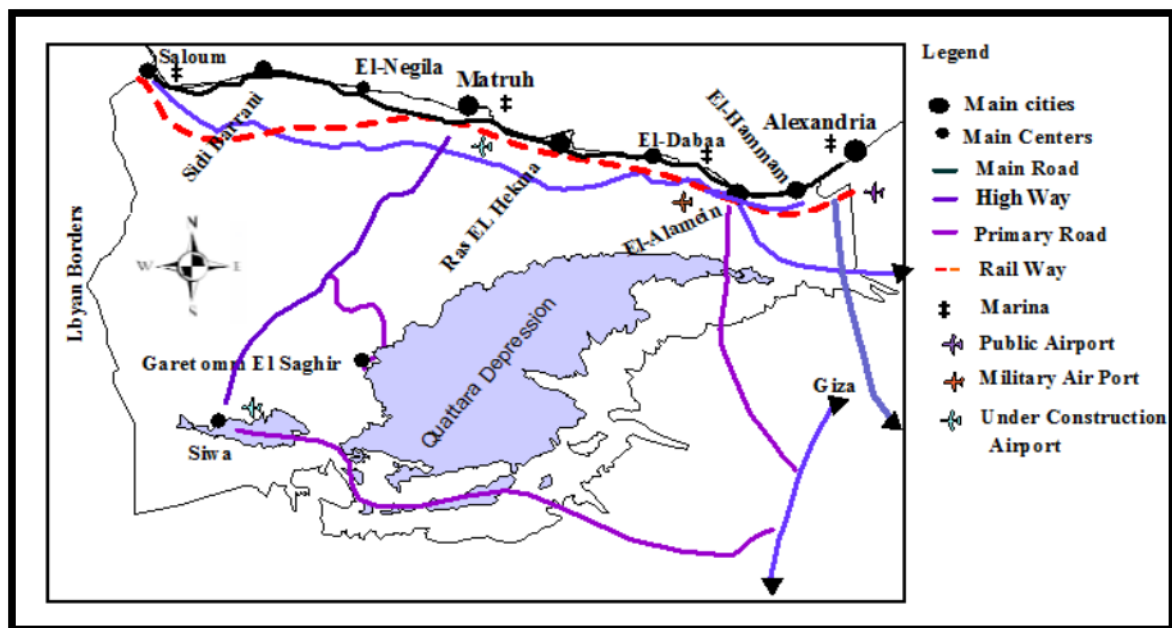 Saloum
El-Negila
Matruh
Sidi Barrani
Ras EL Hekma
El-Dabaa
El-Hammam
Alexandria
El-Alamein
Lbyan Borders
N
W
E
S
Quattara Depression
Garetomm El Saghir
Siwa
Giza
Legend
Main cities
Main Centers
Main Road
High Way
Primary Road
Rail Way
Marina
Public Airport
Military Air Port
Under Construction
Airport